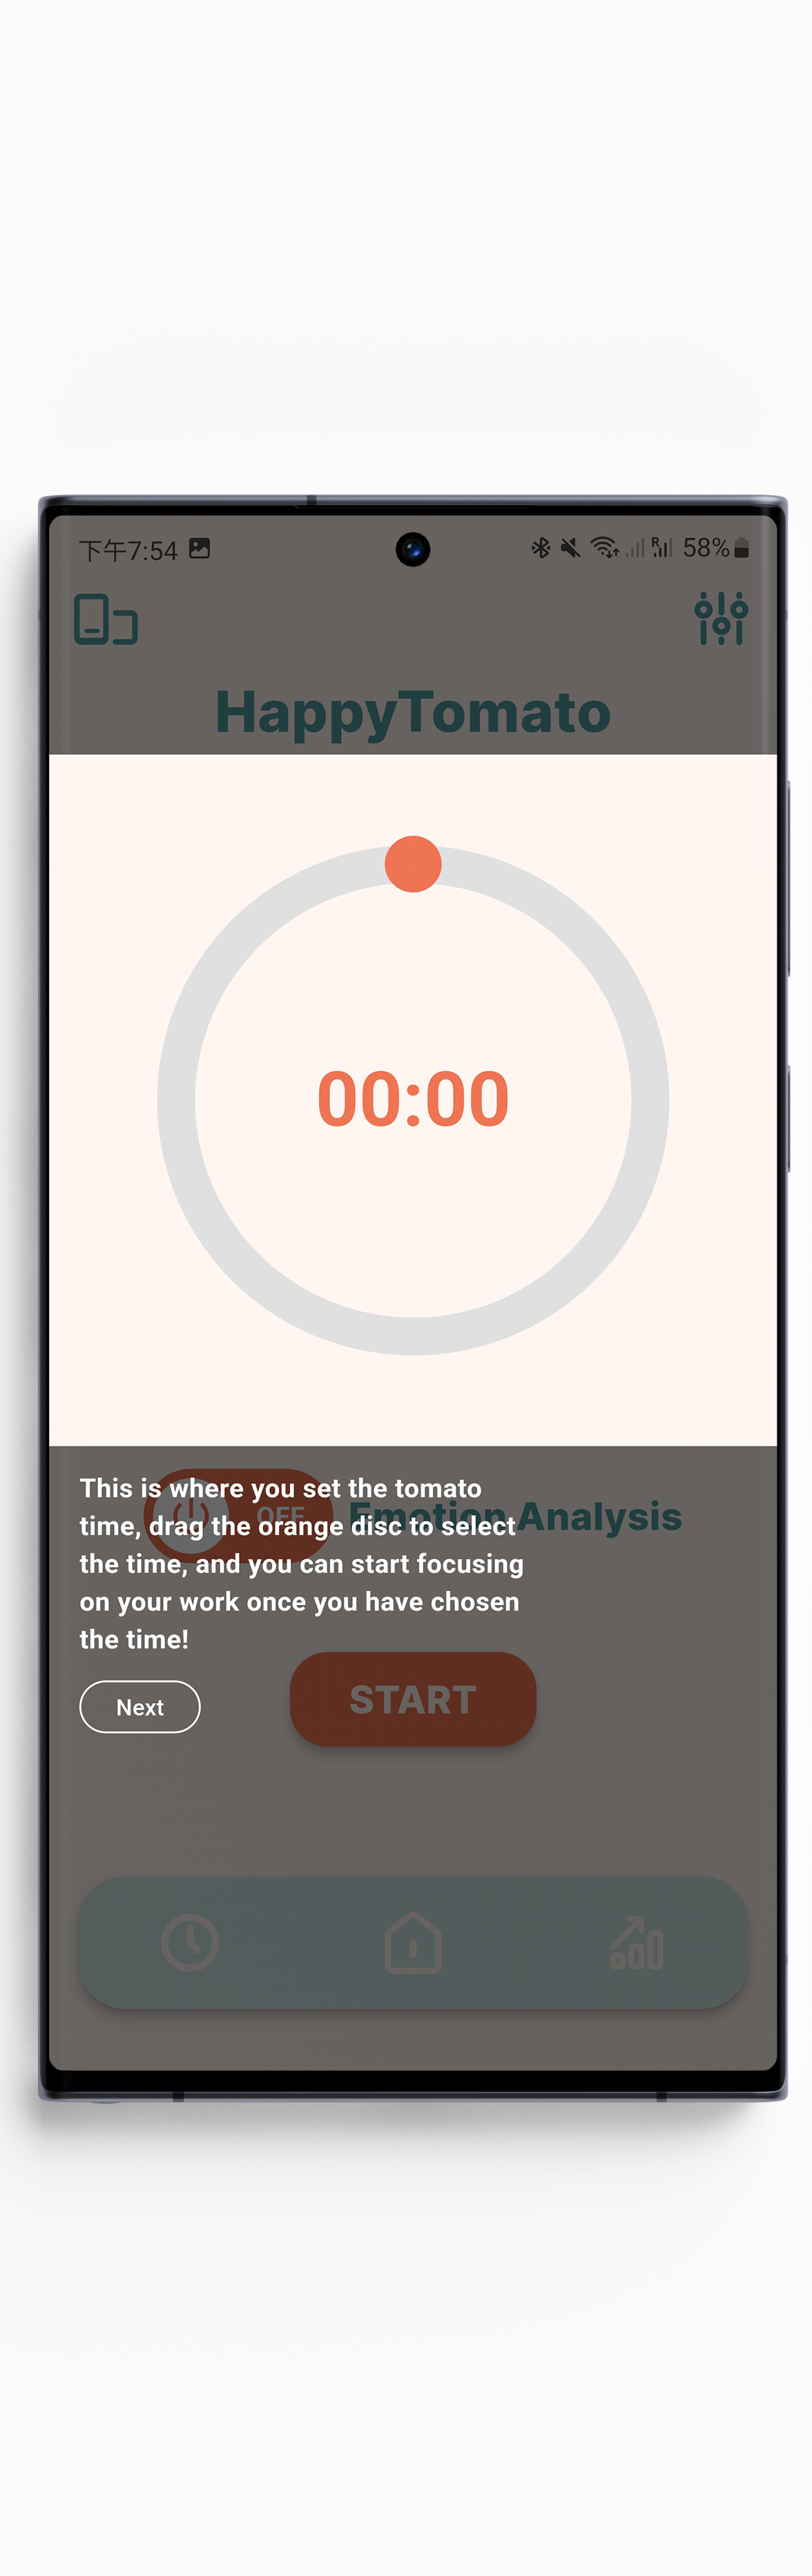 下午7:54
R
58%
HappyTomato
00:00
This is where you set the tomato
time, drag the orange disc to select
the time, and you can start focusing
on your work once you have chosen
the time!
OFF
Emotion Analysis
START
Next